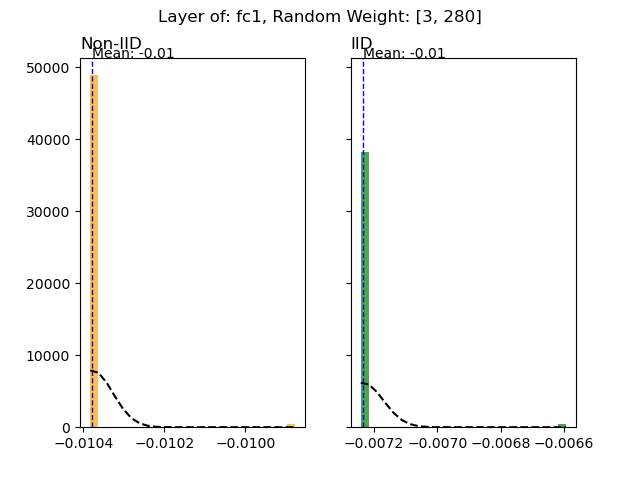 Layer of: fc1, Random Weight: [3, 280]
Non-IID
IID
Mean: -0.01
Mean: -0.01
50000
40000
30000
20000
10000
0
−0.0104 −0.0102 −0.0100
−0.0072 −0.0070 −0.0068 −0.0066